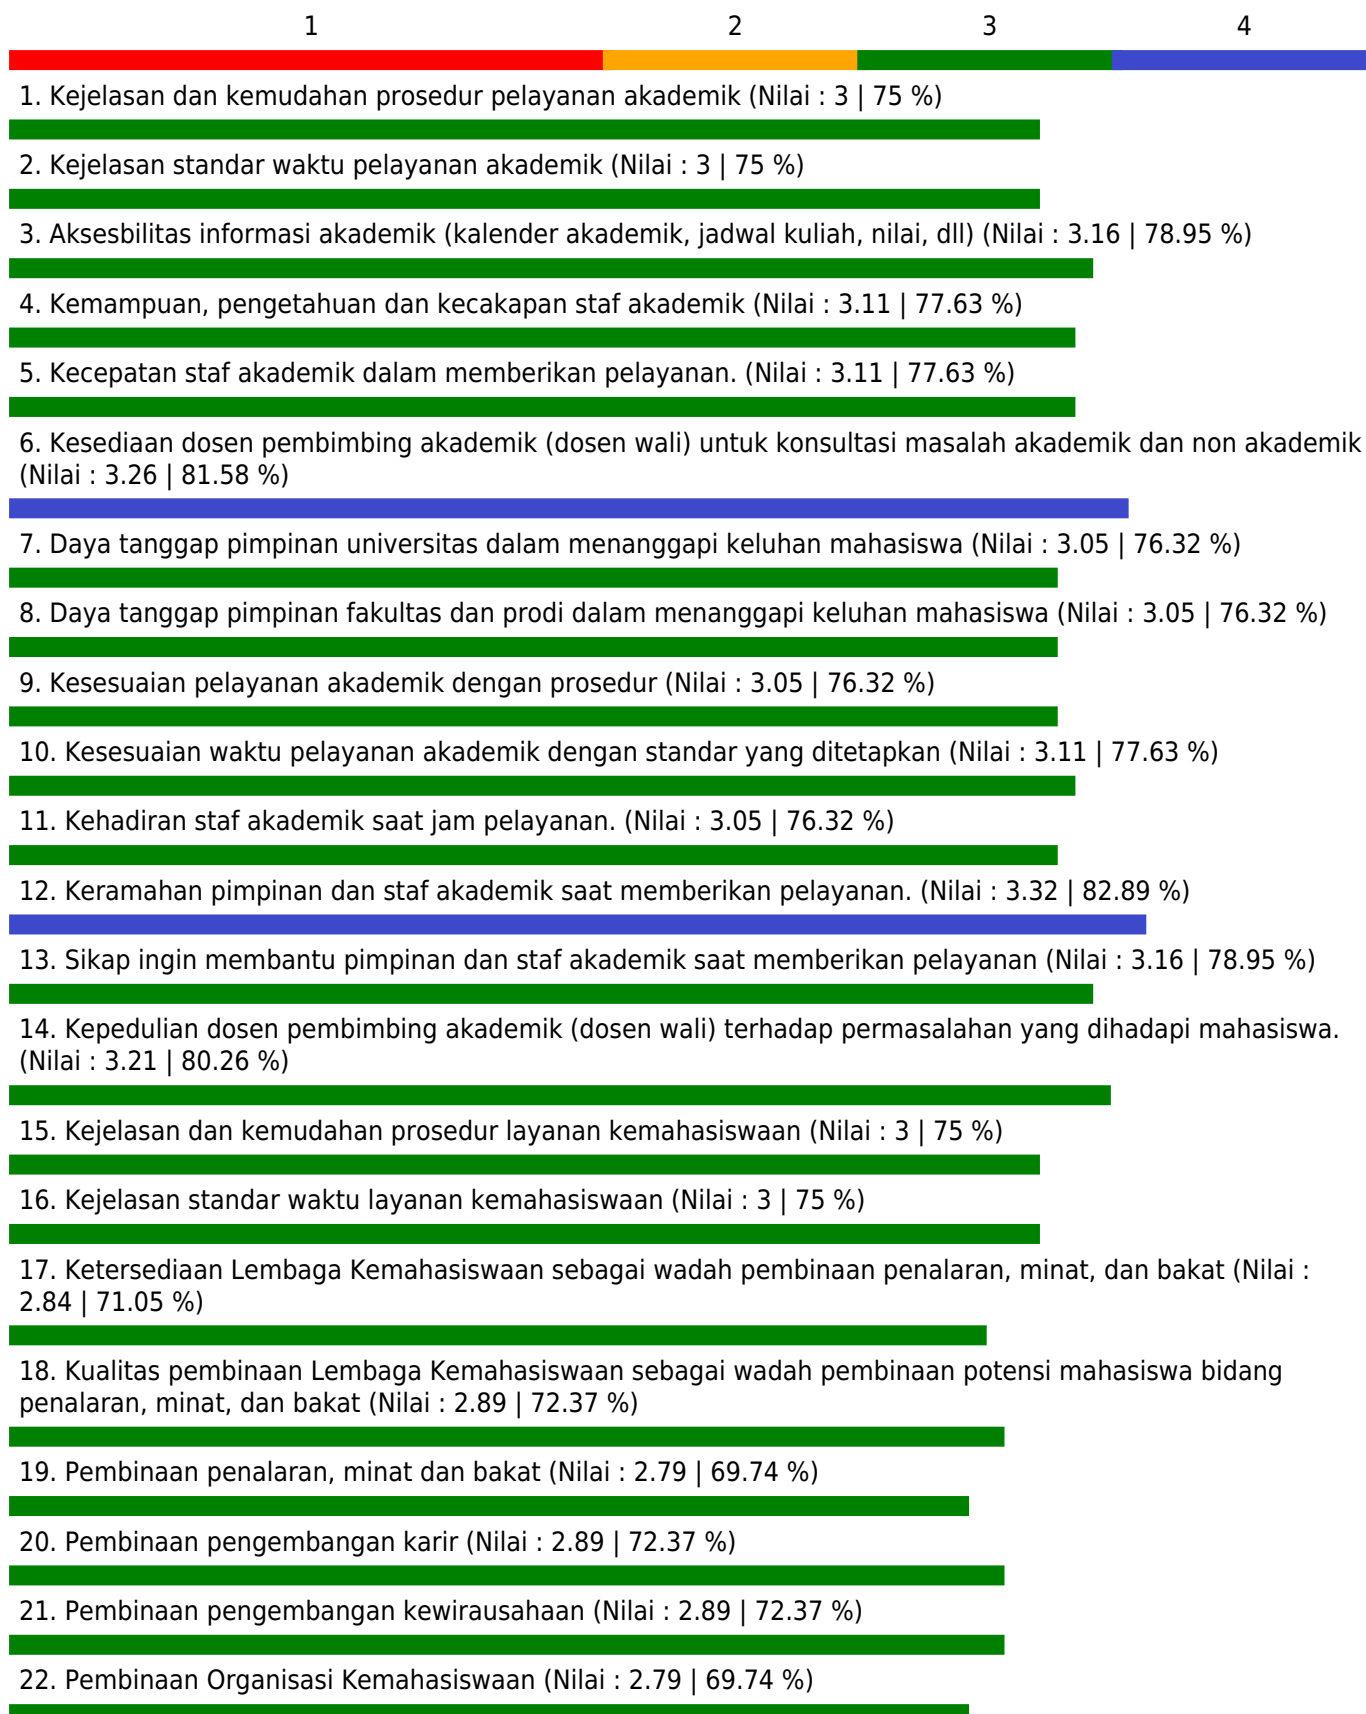 1 2 3 4
1. Kejelasan dan kemudahan prosedur pelayanan akademik (Nilai : 3 | 75 %)
2. Kejelasan standar waktu pelayanan akademik (Nilai : 3 | 75 %)
3. Aksesbilitas informasi akademik (kalender akademik, jadwal kuliah, nilai, dll) (Nilai : 3.16 | 78.95 %)
4. Kemampuan, pengetahuan dan kecakapan staf akademik (Nilai : 3.11 | 77.63 %)
5. Kecepatan staf akademik dalam memberikan pelayanan. (Nilai : 3.11 | 77.63 %)
6. Kesediaan dosen pembimbing akademik (dosen wali) untuk konsultasi masalah akademik dan non akademik
(Nilai : 3.26 | 81.58 %)
7. Daya tanggap pimpinan universitas dalam menanggapi keluhan mahasiswa (Nilai : 3.05 | 76.32 %)
8. Daya tanggap pimpinan fakultas dan prodi dalam menanggapi keluhan mahasiswa (Nilai : 3.05 | 76.32 %)
9. Kesesuaian pelayanan akademik dengan prosedur (Nilai : 3.05 | 76.32 %)
10. Kesesuaian waktu pelayanan akademik dengan standar yang ditetapkan (Nilai : 3.11 | 77.63 %)
11. Kehadiran staf akademik saat jam pelayanan. (Nilai : 3.05 | 76.32 %)
12. Keramahan pimpinan dan staf akademik saat memberikan pelayanan. (Nilai : 3.32 | 82.89 %)
13. Sikap ingin membantu pimpinan dan staf akademik saat memberikan pelayanan (Nilai : 3.16 | 78.95 %)
14. Kepedulian dosen pembimbing akademik (dosen wali) terhadap permasalahan yang dihadapi mahasiswa.
(Nilai : 3.21 | 80.26 %)
15. Kejelasan dan kemudahan prosedur layanan kemahasiswaan (Nilai : 3 | 75 %)
16. Kejelasan standar waktu layanan kemahasiswaan (Nilai : 3 | 75 %)
17. Ketersediaan Lembaga Kemahasiswaan sebagai wadah pembinaan penalaran, minat, dan bakat (Nilai :
2.84 | 71.05 %)
18. Kualitas pembinaan Lembaga Kemahasiswaan sebagai wadah pembinaan potensi mahasiswa bidang
penalaran, minat, dan bakat (Nilai : 2.89 | 72.37 %)
19. Pembinaan penalaran, minat dan bakat (Nilai : 2.79 | 69.74 %)
20. Pembinaan pengembangan karir (Nilai : 2.89 | 72.37 %)
21. Pembinaan pengembangan kewirausahaan (Nilai : 2.89 | 72.37 %)
22. Pembinaan Organisasi Kemahasiswaan (Nilai : 2.79 | 69.74 %)